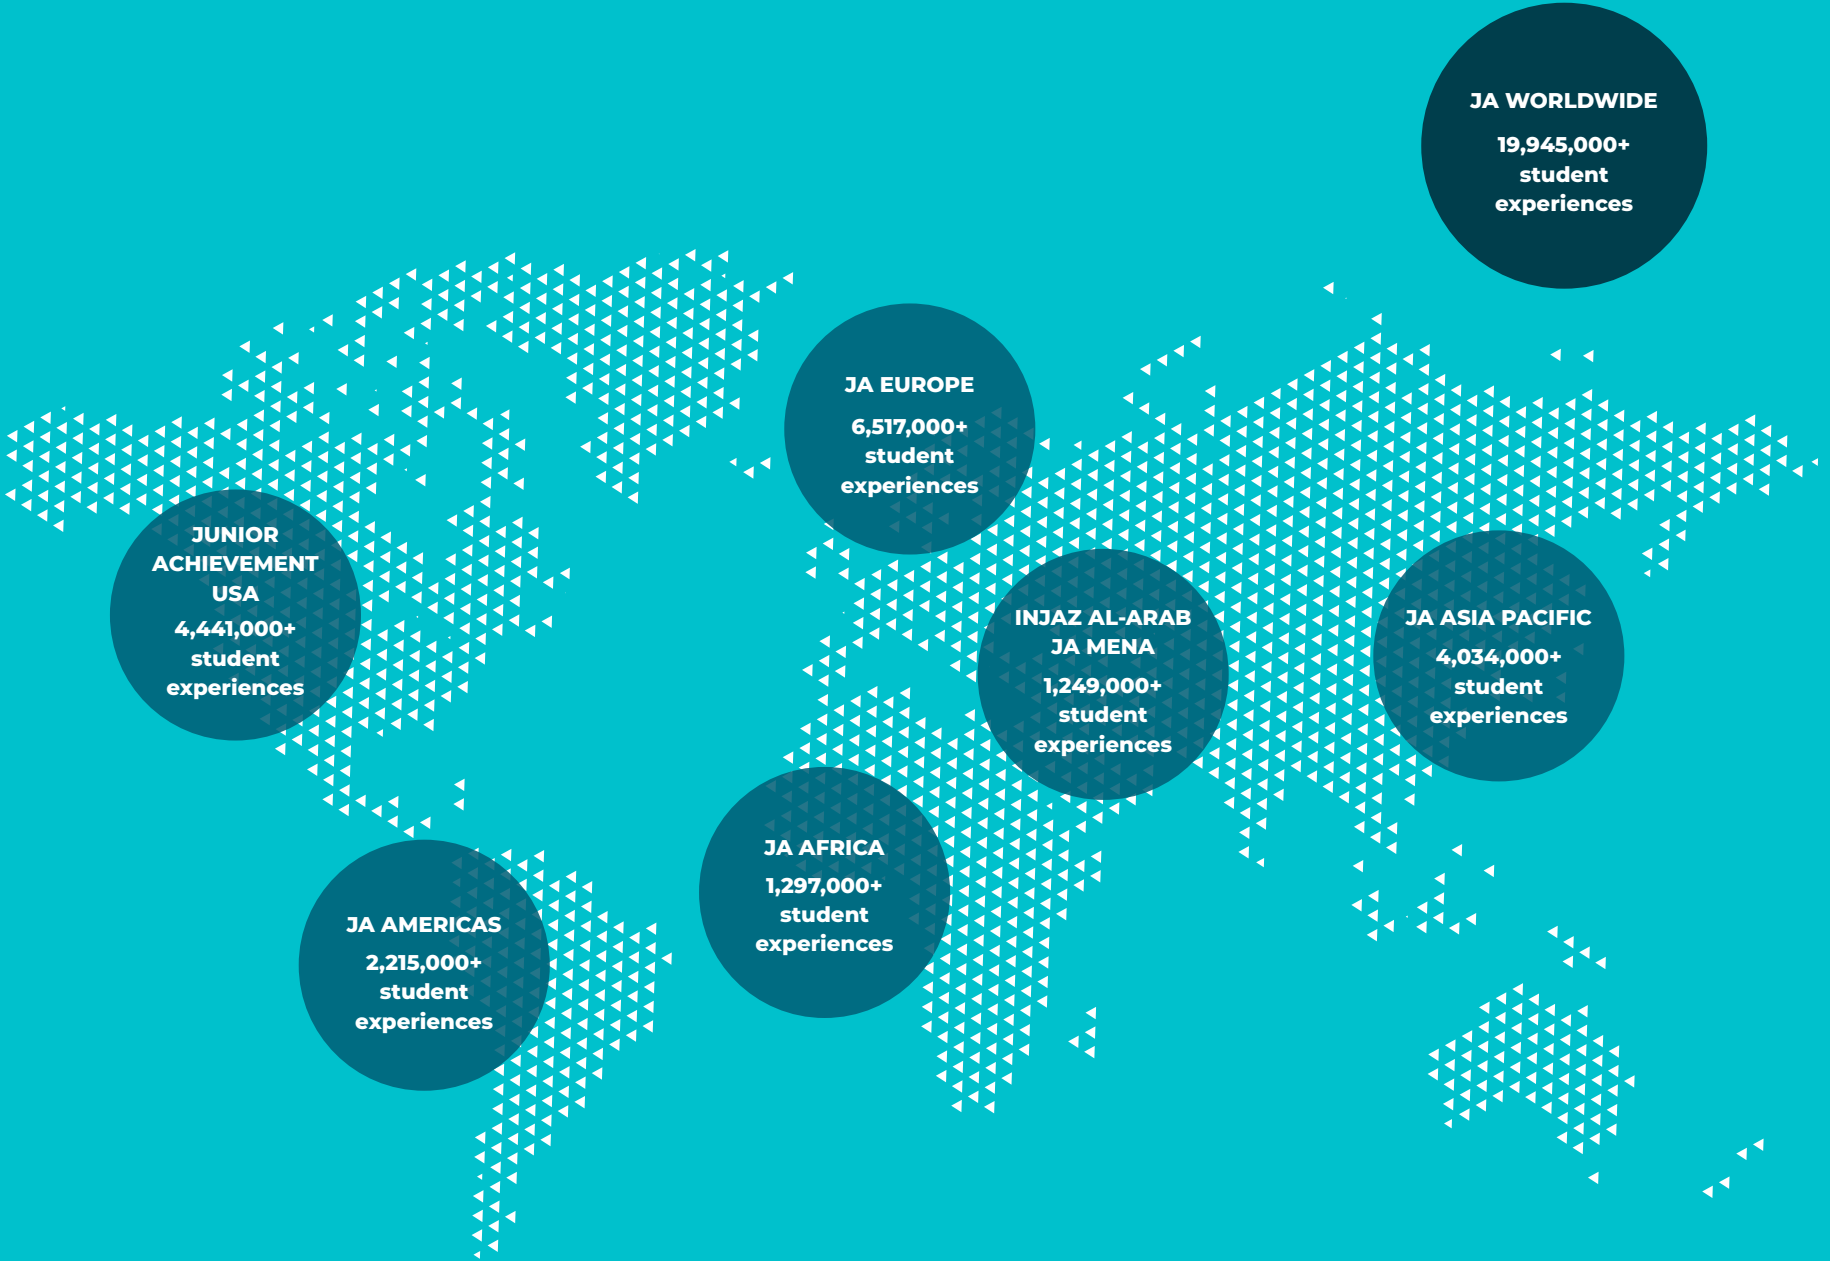 JA WORLDWIDE
19,945,000+
student
experiences
JA EUROPE
6,517,000+
student
experiences
JUNIOR
ACHIEVEMENT
USA
4,441,000+
student
experiences
INJAZ AL-ARAB
JA MENA
1,249,000+
student
experiences
JA ASIA PACIFIC
4,034,000+
student
experiences
JA AFRICA
1,297,000+
student
experiences
JA AMERICAS
2,215,000+
student
experiences